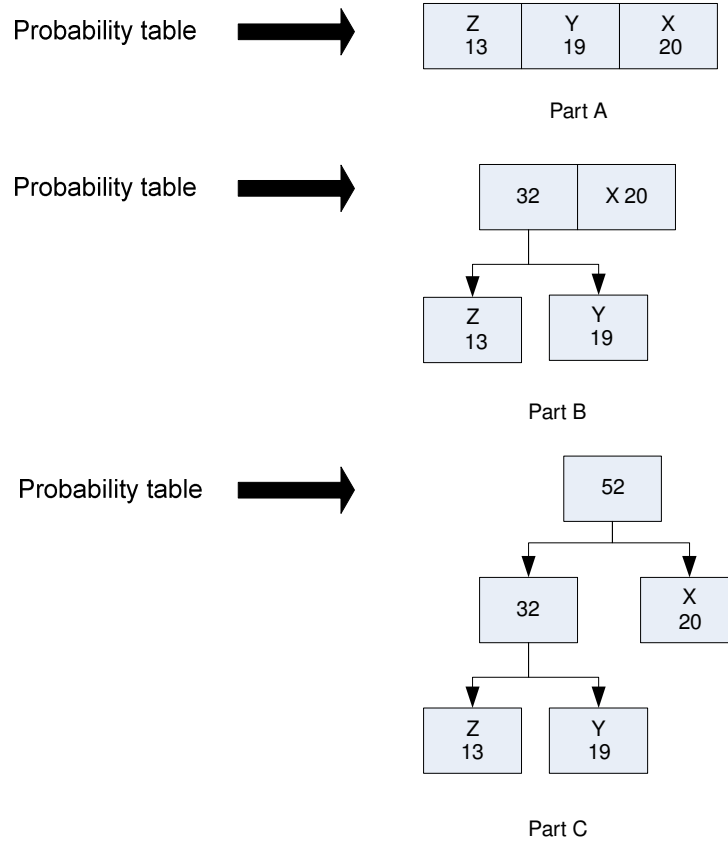 Probability table
Z Y X
13 19 20
Part A
Probability table
32 X 20
Z Y
13 19
Part B
Probability table
52
32
X
20
Z Y
13 19
Part C